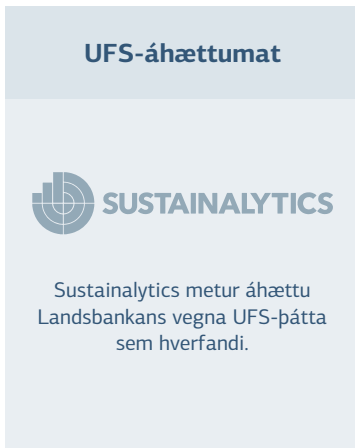 UFS-áhættumat
SUSTAINALYTICS
Sustainalytics metur áhættu
Landsbankans vegna UFS-þátta
sem hverfandi.